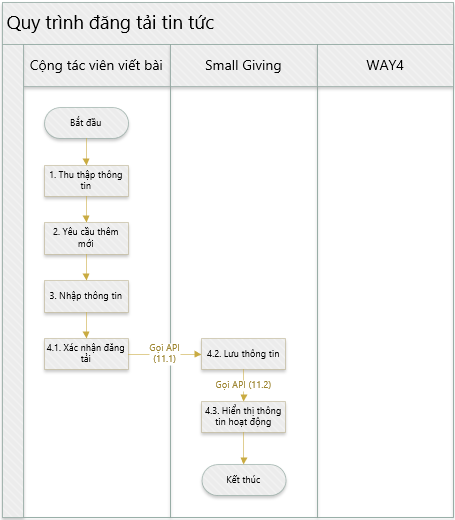 Quy trình đăng tải tin tức
Cộng tác viên viết bài
Small Giving
WAY4
Bắt đầu
1. Thu thập thông
tin
2. Yêu cầu thêm
mới
3. Nhập thông tin
4.1. Xác nhận đăng
tải
Gọi API
(11.1)
4.2. Lưu thông tin
Gọi API (11.2)
4.3. Hiển thị thông
tin hoạt động
Kết thúc